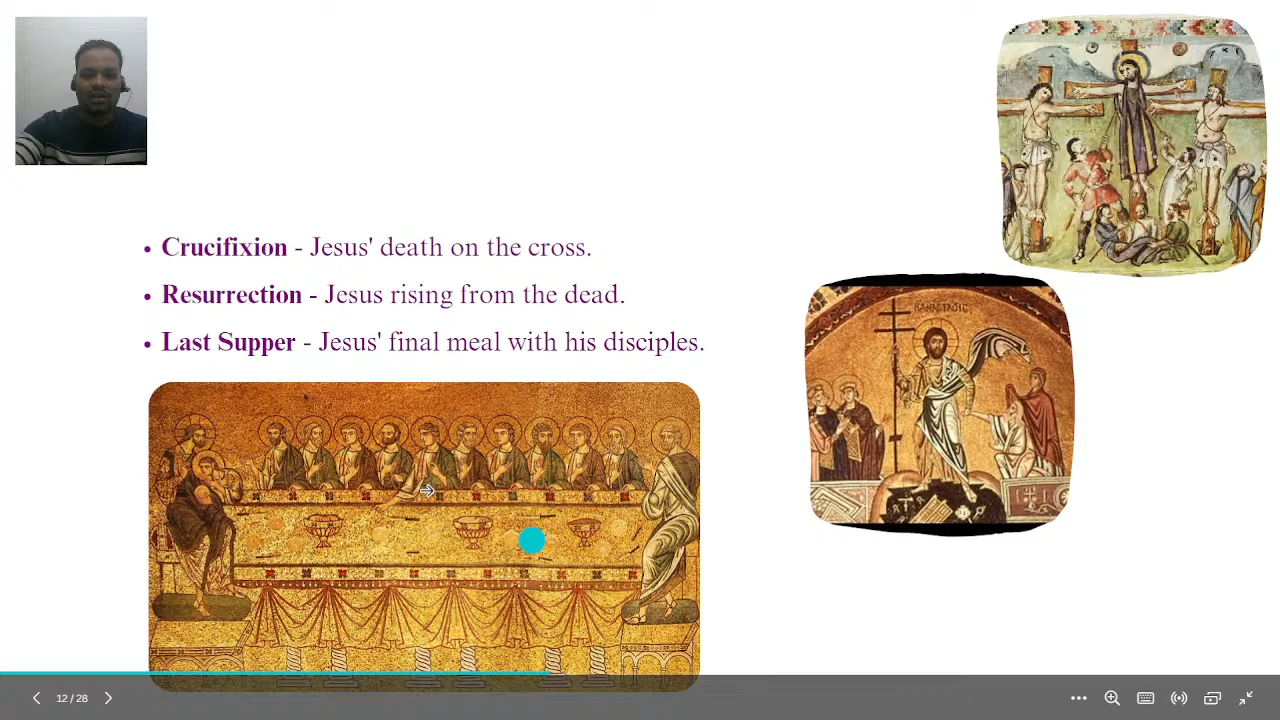 • Crucifixion - Jesus' death on the cross.
• Resurrection - Jesus rising from the dead.
• Last Supper - Jesus' final meal with his disciples.
12 / 28